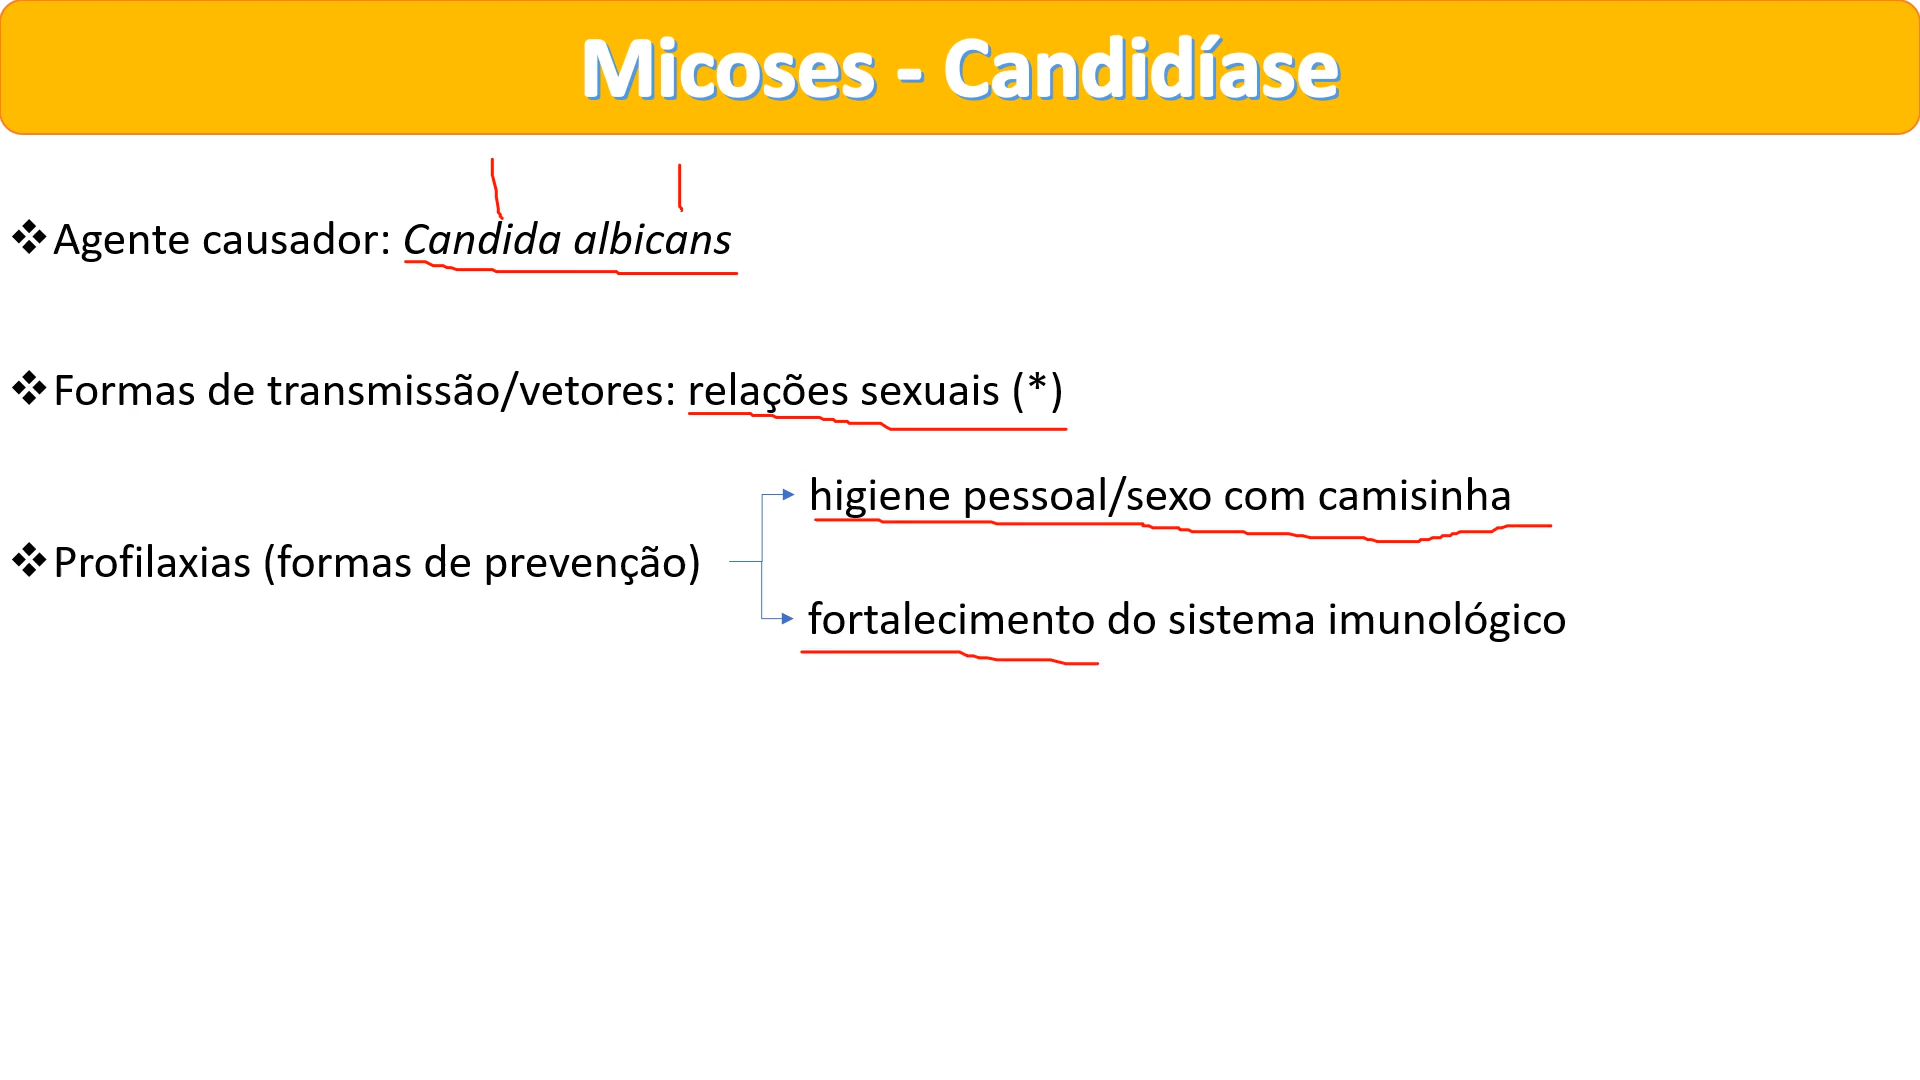 Micoses - Candidíase
❖Agente causador: Candida albicans
❖Formas de transmissão/vetores: relações sexuais (*)
higiene pessoal/sexo com camisinha
❖Profilaxias (formas de prevenção)
fortalecimento do sistema imunológico